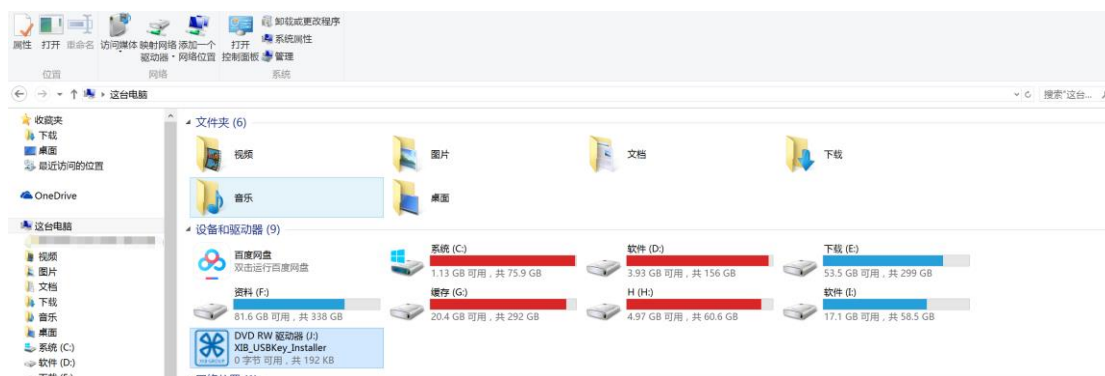 卸载或更改程序
属性 打开 重命名 访问媒体 映射网络驱动器 添加一个网络位置 打开控制面板 系统属性
管理
位置 网络 系统
这台电脑 搜索"这台...
收藏夹
下载
桌面
最近访问的位置
OneDrive
这台电脑
视频
图片
文档
下载
音乐
桌面
系统 (C:)
软件 (D:)
文件夹 (6)
视频 图片 文档 下载
音乐 桌面
设备和驱动器 (9)
百度网盘
双击运行百度网盘
系统 (C:)
1.13 GB 可用，共 75.9 GB
软件 (D:)
3.93 GB 可用，共 156 GB
下载 (E:)
53.5 GB 可用，共 299 GB
资料 (F:)
81.6 GB 可用，共 338 GB
缓存 (G:)
20.4 GB 可用，共 292 GB
H (H:)
4.97 GB 可用，共 60.6 GB
软件 (I:)
17.1 GB 可用，共 58.5 GB
DVD RW 驱动器 (J:)
XIB_USBKey_Installer
0 字节 可用，共 192 KB